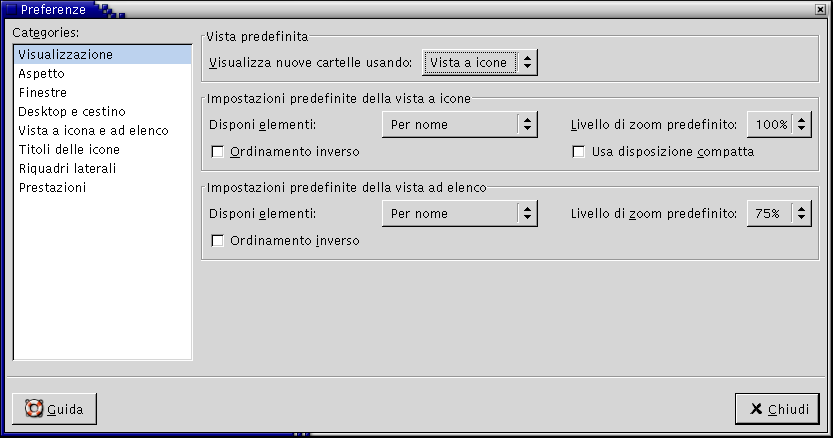 Preferenze
Categories:
Visualizzazione
Aspetto
Finestre
Desktop e cestino
Vista a icona e ad elenco
Titoli delle icone
Riquadri laterali
Prestazioni
Vista predefinita
Visualizza nuove cartelle usando: Vista a icone
Impostazioni predefinite della vista a icone
Disponi elementi: Per nome Livello di zoom predefinito: 100%
Ordinamento inverso Usa disposizione compatta
Impostazioni predefinite della vista ad elenco
Disponi elementi: Per nome Livello di zoom predefinito: 75%
Ordinamento inverso
Guida Chiudi